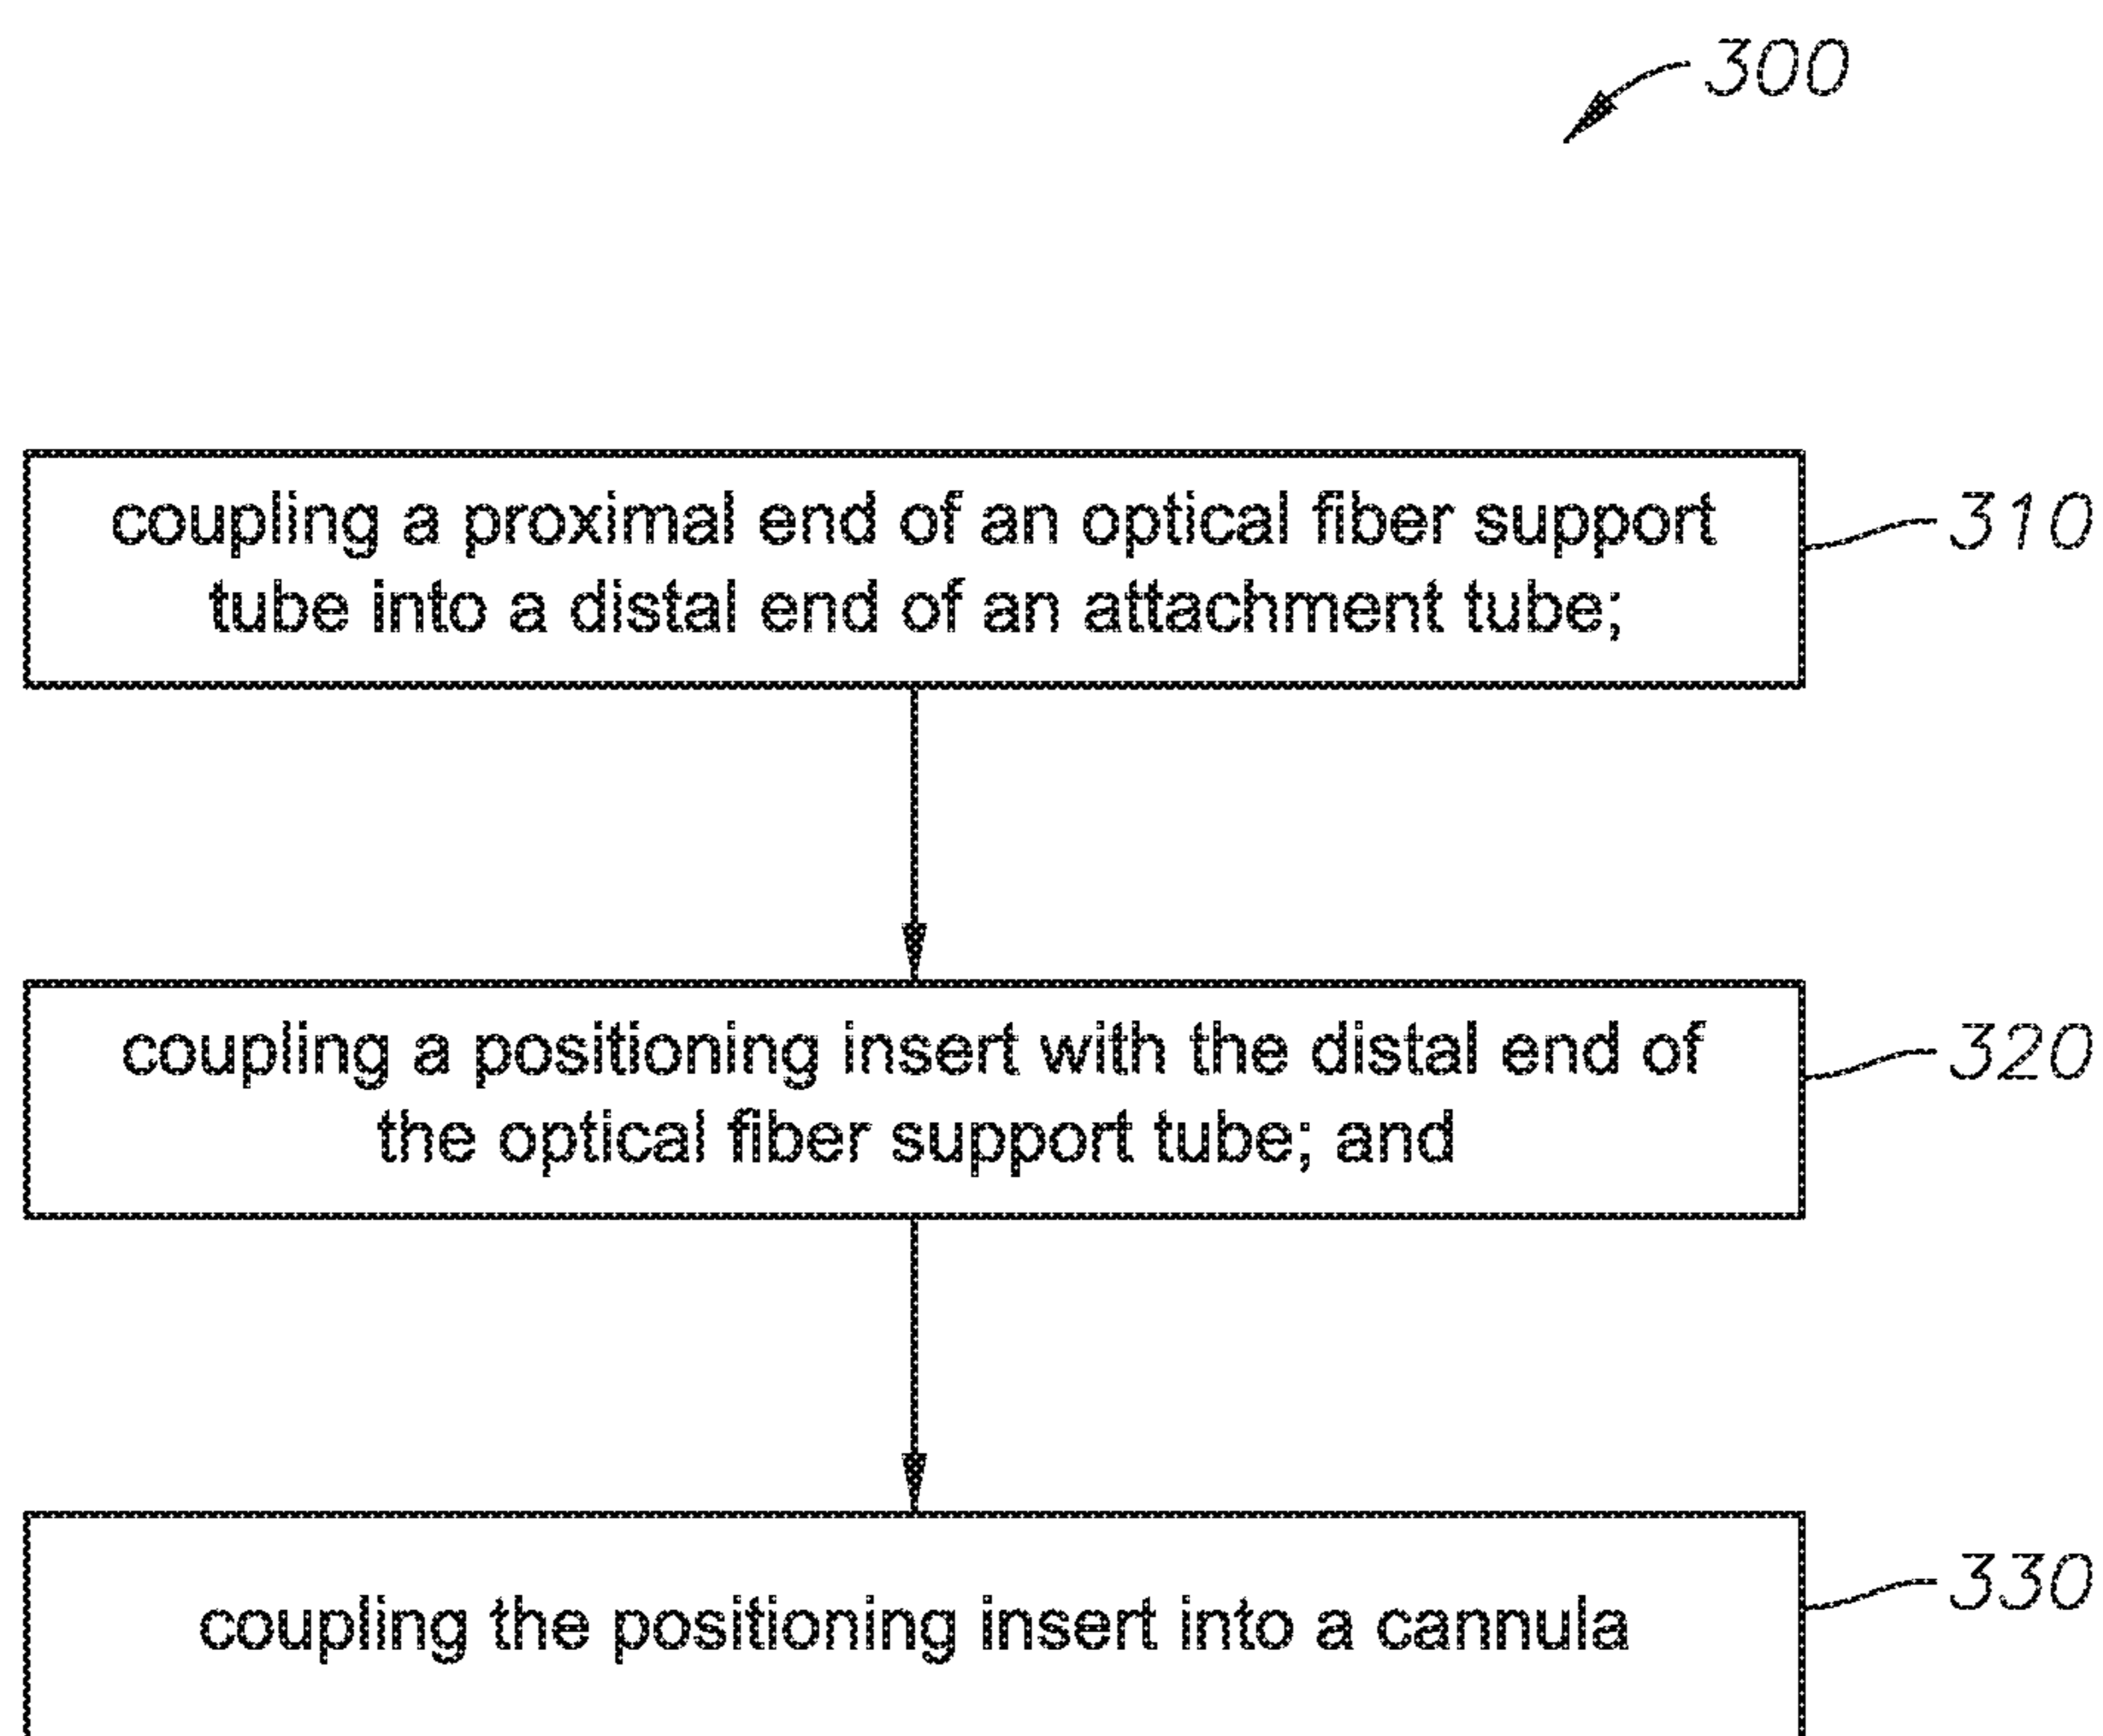 300
coupling a proximal end of an optical fiber support
tube into a distal end of an attachment tube;
310
coupling a positioning insert with the distal end of
the optical fiber support tube; and
320
coupling the positioning insert into a cannula
330